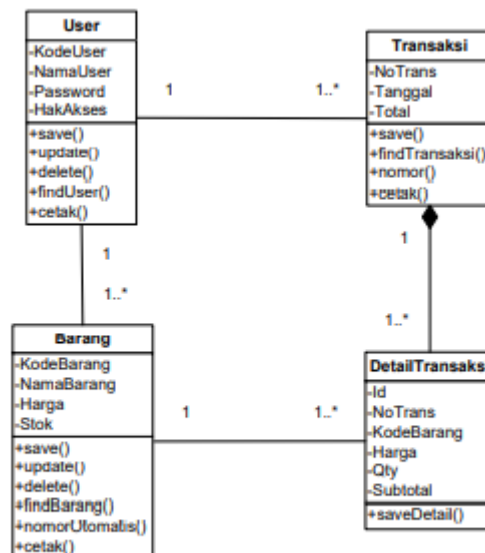 User
-KodeUser
-NamaUser
-Password
-HakAkses
+save()
+update()
+delete()
+findUser()
+cetak()
1
1..*
Transaksi
-NoTrans
-Tanggal
-Total
+save()
+findTransaksi()
+nomor()
+cetak()
1
1..*
1
1..*
Barang
-KodeBarang
-NamaBarang
-Harga
-Stok
+save()
+update()
+delete()
+findBarang()
+nomorUtomatis()
+cetak()
1
1..*
DetailTransaks
-Id
-NoTrans
-KodeBarang
-Harga
-Qty
-Subtotal
+saveDetail()